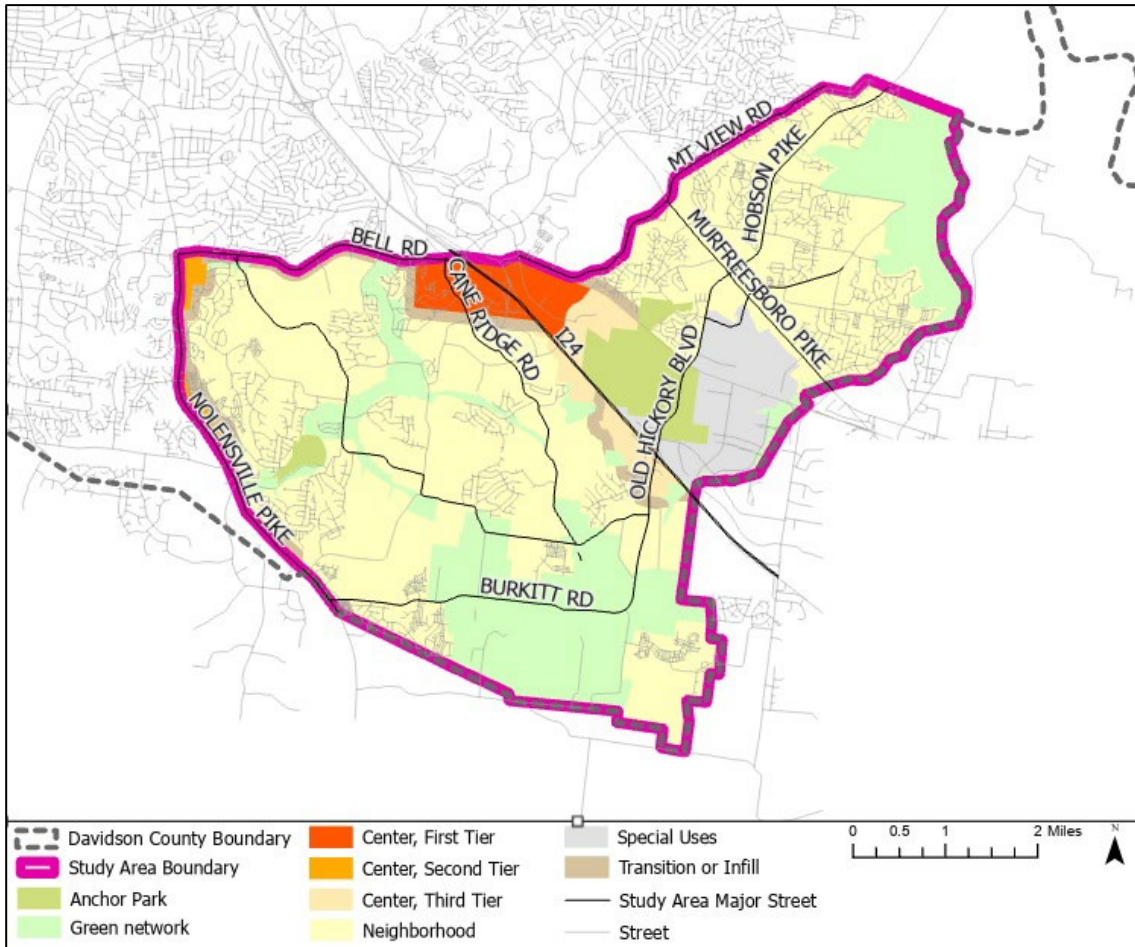 MT VIEW RD
HOBSON PIKE
BELL RD
MURFREESBORO PIKE
CANE RIDGE RD
I24
OLD HICKORY BLVD
NOLENSVILLE PIKE
BURKITT RD
Davidson County Boundary
Study Area Boundary
Anchor Park
Green network
Center, First Tier
Center, Second Tier
Center, Third Tier
Neighborhood
Special Uses
Transition or Infill
Study Area Major Street
Street
0 0.5 1 2 Miles
N